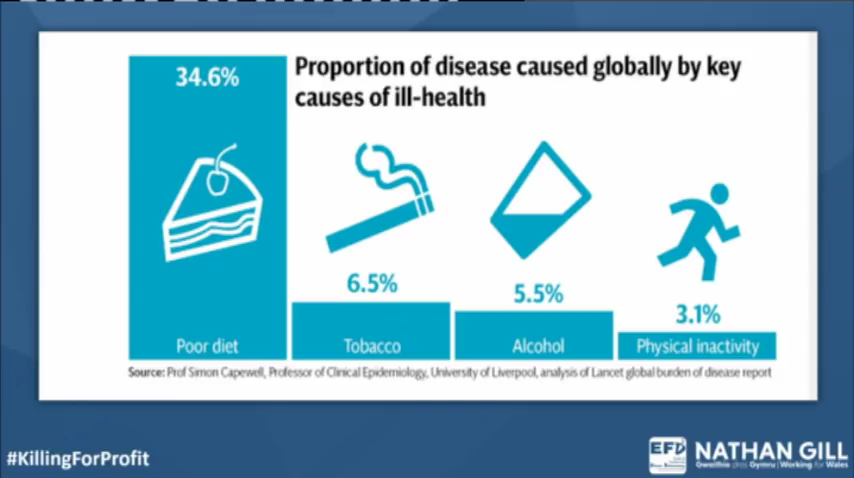 34.6%
Proportion of disease caused globally by key
causes of ill-health
6.5%
5.5%
3.1%
Poor diet
Tobacco
Alcohol
Physical inactivity
Source: Prof Simon Capewell, Professor of Clinical Epidemiology, University of Liverpool, analysis of Lancet global burden of disease report
#KillingForProfit
EFD
NATHAN GILL
Gweithio dros Gymru | Working for Wales